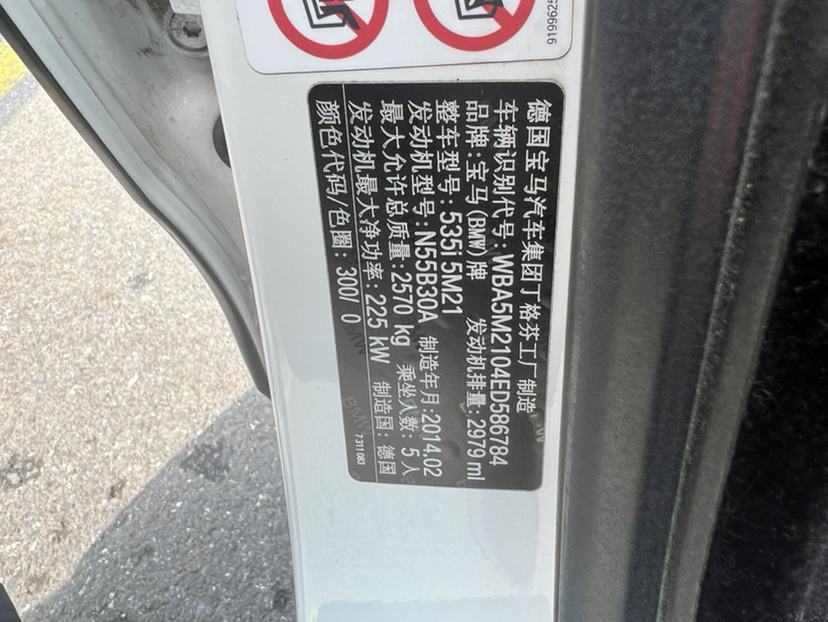 德国宝马汽车集团丁格芬工厂制造
车辆识别代号:WBA5M2104ED586784
品牌:宝马(BMW)牌 发动机排量:2979 ml
整车型号:535i 5M21
发动机型号:N55B30A 制造年月:2014.02
最大允许总质量:2570 kg 乘坐人数: 5 人
发动机最大净功率:225 kW 制造国: 德国
颜色代码/色圈: 300/ 0
7311083